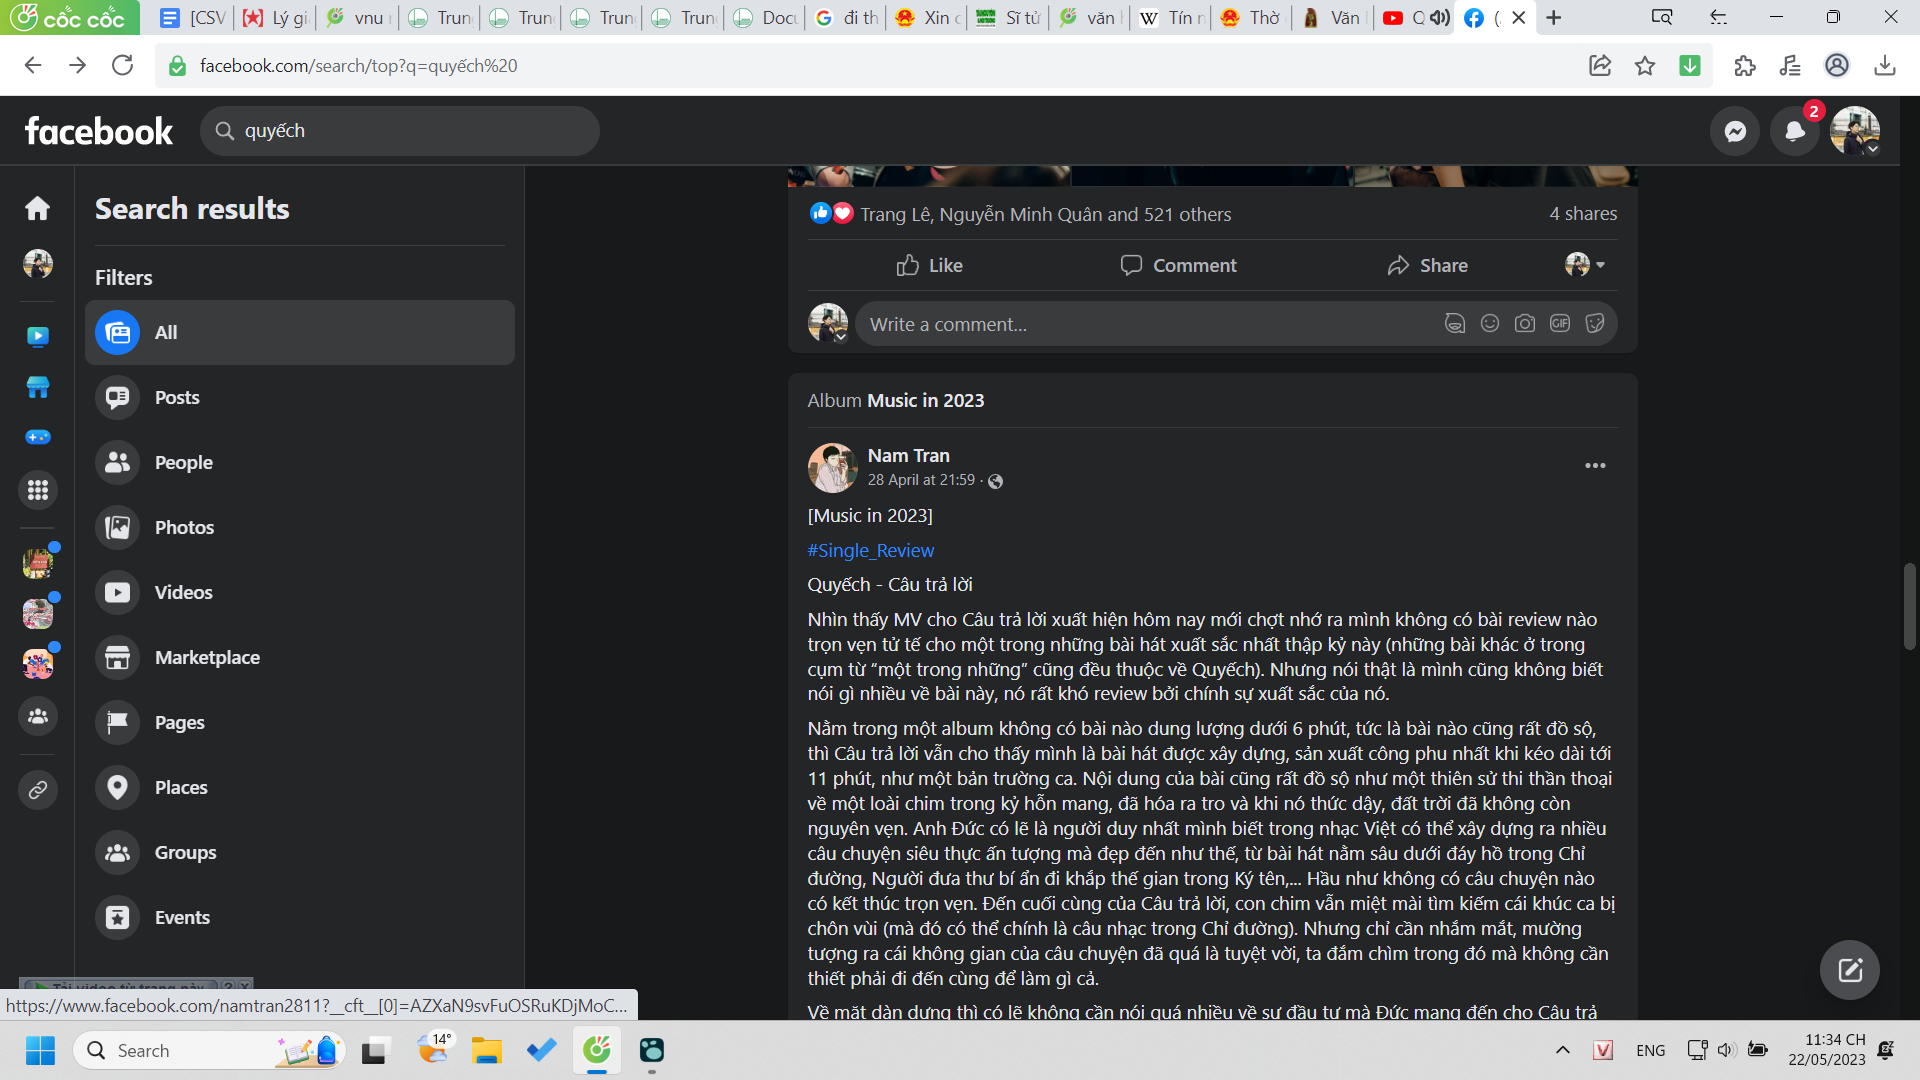 cốc cốc
[CSV
Lý gi
vnu r
Trung
Trung
Trung
Trung
Docu
đi th
Xin c
Sĩ tử
văn h
Tín n
Thờ
Văn
Q
(
facebook.com/search/top?q=quyếch%20
facebook
quyếch
2
Search results
Filters
All
Posts
People
Photos
Videos
Marketplace
Pages
Places
Groups
Events
Trang Lê, Nguyễn Minh Quân and 521 others
4 shares
Like
Comment
Share
Write a comment...
GIF
Album Music in 2023
Nam Tran
28 April at 21:59 ·
[Music in 2023]
#Single_Review
Quyếch - Câu trả lời
Nhìn thấy MV cho Câu trả lời xuất hiện hôm nay mới chợt nhớ ra mình không có bài review nào
trọn vẹn tử tế cho một trong những bài hát xuất sắc nhất thập kỷ này (những bài khác ở trong
cụm từ “một trong những” cũng đều thuộc về Quyếch). Nhưng nói thật là mình cũng không biết
nói gì nhiều về bài này, nó rất khó review bởi chính sự xuất sắc của nó.
Nằm trong một album không có bài nào dung lượng dưới 6 phút, tức là bài nào cũng rất đồ sộ,
thì Câu trả lời vẫn cho thấy mình là bài hát được xây dựng, sản xuất công phu nhất khi kéo dài tới
11 phút, như một bản trường ca. Nội dung của bài cũng rất đồ sộ như một thiên sử thi thần thoại
về một loài chim trong kỷ hỗn mang, đã hóa ra tro và khi nó thức dậy, đất trời đã không còn
nguyên vẹn. Anh Đức có lẽ là người duy nhất mình biết trong nhạc Việt có thể xây dựng ra nhiều
câu chuyện siêu thực ấn tượng mà đẹp đến như thế, từ bài hát nằm sâu dưới đáy hồ trong Chỉ
đường, Người đưa thư bí ẩn đi khắp thế gian trong Ký tên,... Hầu như không có câu chuyện nào
có kết thúc trọn vẹn. Đến cuối cùng của Câu trả lời, con chim vẫn miệt mài tìm kiếm cái khúc ca bị
chôn vùi (mà đó có thể chính là câu nhạc trong Chỉ đường). Nhưng chỉ cần nhắm mắt, mường
tượng ra cái không gian của câu chuyện đã quá là tuyệt vời, ta đắm chìm trong đó mà không cần
thiết phải đi đến cùng để làm gì cả.
Về mặt dàn dựng thì có lẽ không cần nói quá nhiều về sự đầu tư mà Đức mang đến cho Câu trả
Tải video từ trang này
https://www.facebook.com/namtran2811?__cft__[0]=AZXaN9svFuOSRuKDjMoC...
Search
14°
ENG
11:34 CH
22/05/2023